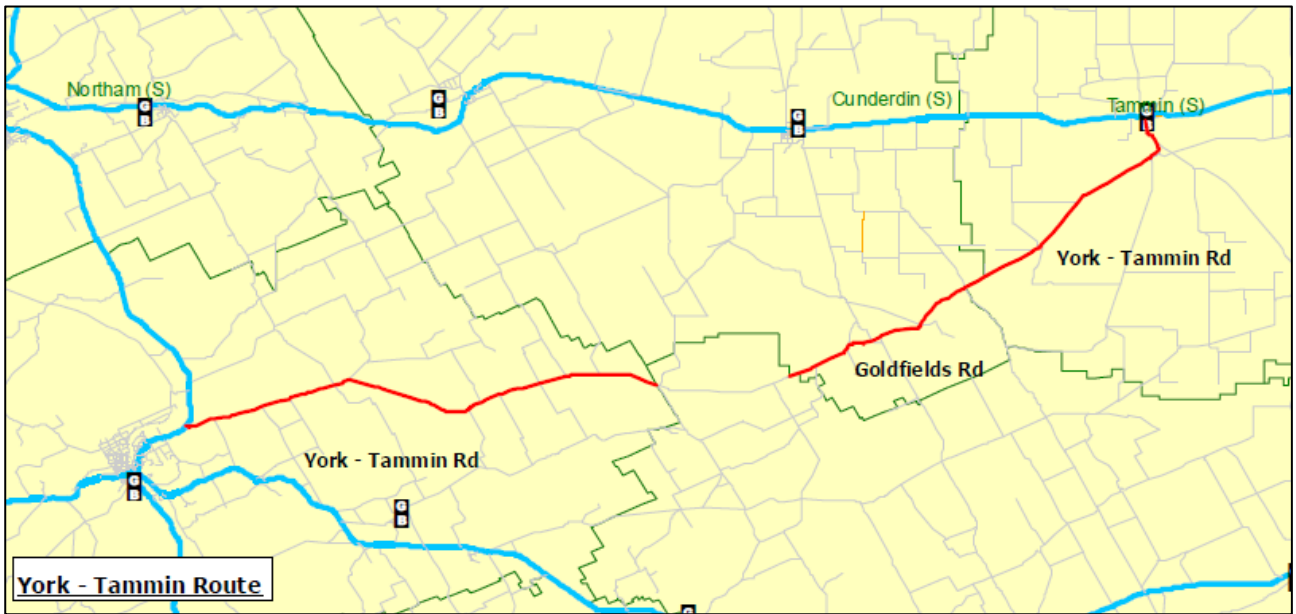 Northam (S)
G
B
G
B
G
B
Cunderdin (S)
Tammin (S)
G
B
York - Tammin Rd
Goldfields Rd
York - Tammin Rd
G
B
G
B
G
York - Tammin Route